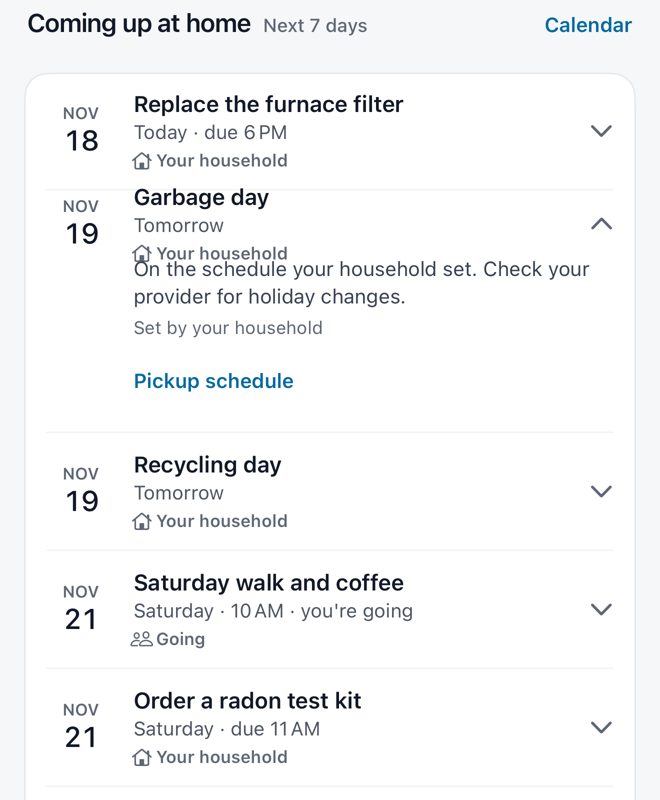 Coming up at home Next 7 days Calendar
NOV
18
Replace the furnace filter
Today · due 6 PM
Your household
NOV
19
Garbage day
Tomorrow
Your household
On the schedule your household set. Check your
provider for holiday changes.
Set by your household
Pickup schedule
NOV
19
Recycling day
Tomorrow
Your household
NOV
21
Saturday walk and coffee
Saturday · 10 AM · you're going
Going
NOV
21
Order a radon test kit
Saturday · due 11 AM
Your household